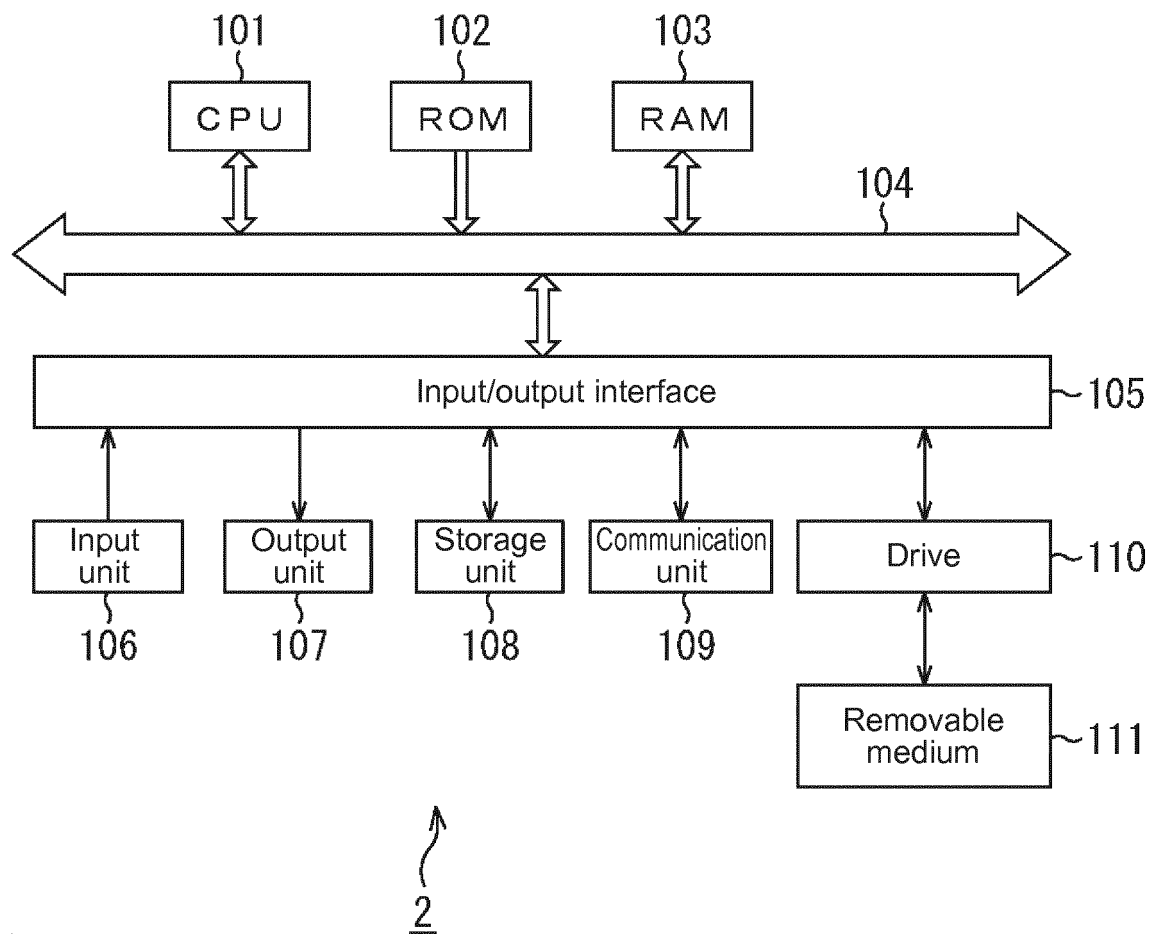 101
102
103
CPU
ROM
RAM
104
Input/output interface
105
Input
unit
Output
unit
Storage
unit
Communication
unit
Drive
110
106
107
108
109
Removable
medium
111
2